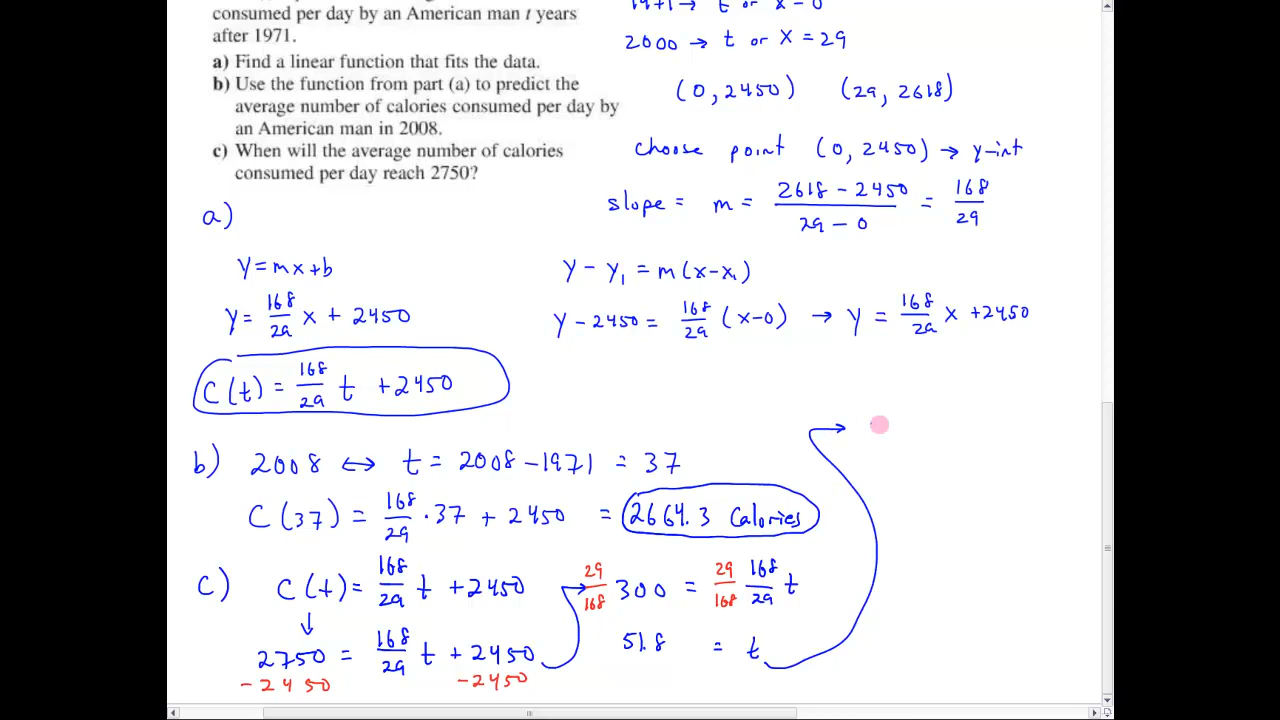 consumed per day by an American man t years
after 1971.
a) Find a linear function that fits the data.
b) Use the function from part (a) to predict the
average number of calories consumed per day by
an American man in 2008.
c) When will the average number of calories
consumed per day reach 2750?
1971 → t or x = 0
2000 → t or x = 29
(0, 2450) (29, 2618)
choose point (0, 2450) → y-int
slope = m = (2618 - 2450)/(29 - 0) = 168/29
a)
y = mx + b
y = 168/29 x + 2450
C(t) = 168/29 t + 2450
y - y₁ = m(x - x₁)
y - 2450 = 168/29 (x - 0) → y = 168/29 x + 2450
b) 2008 ↔ t = 2008 - 1971 = 37
C(37) = 168/29 · 37 + 2450 = 2664.3 Calories
c) C(t) = 168/29 t + 2450
↓
2750 = 168/29 t + 2450
-2450 -2450
→ 29/168 300 = 29/168 168/29 t
51.8 = t
→